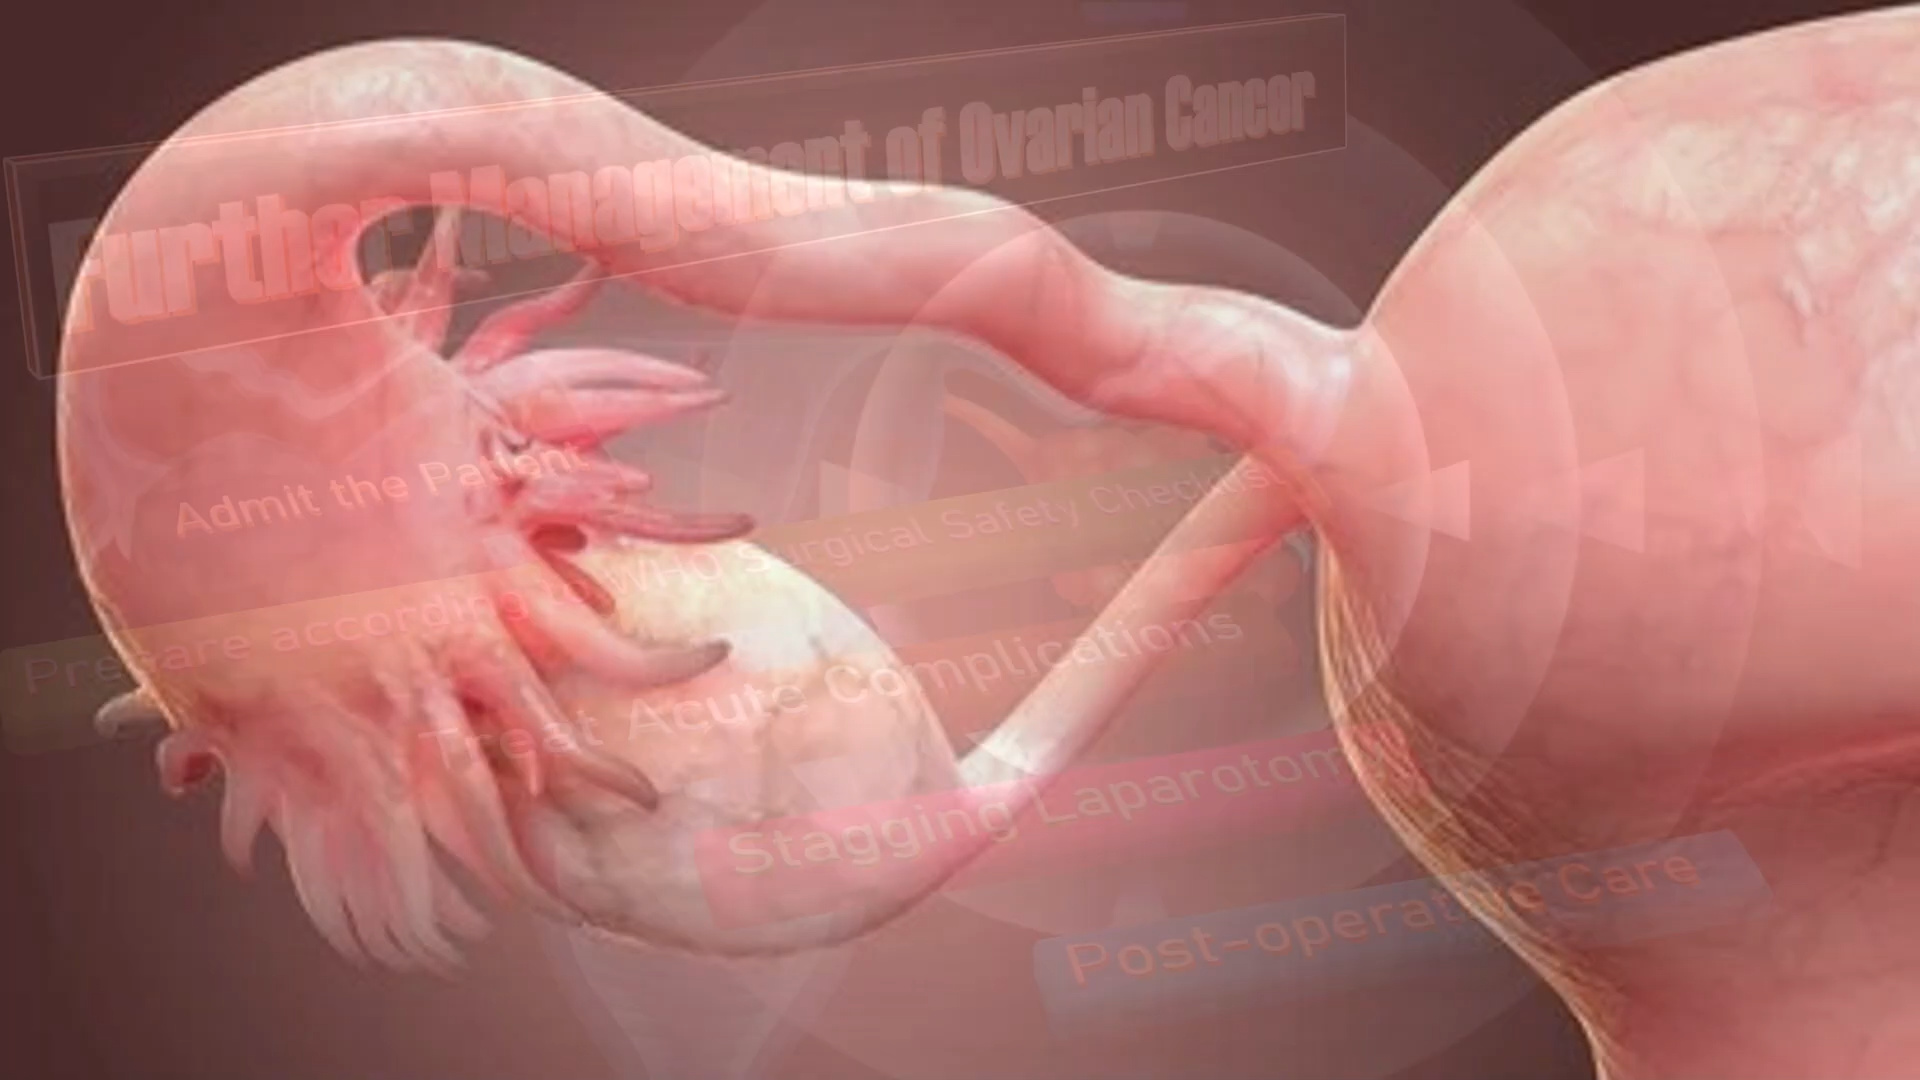 Further Management of Ovarian Cancer
Admit the Patient
Prepare according to WHO Surgical Safety Checklist
Treat Acute Complications
Stagging Laparotomy
Post-operative Care